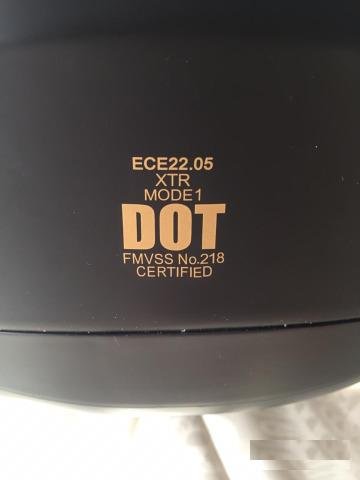 ECE22.05
XTR
MODE1
DOT
FMVSS No.218
CERTIFIED